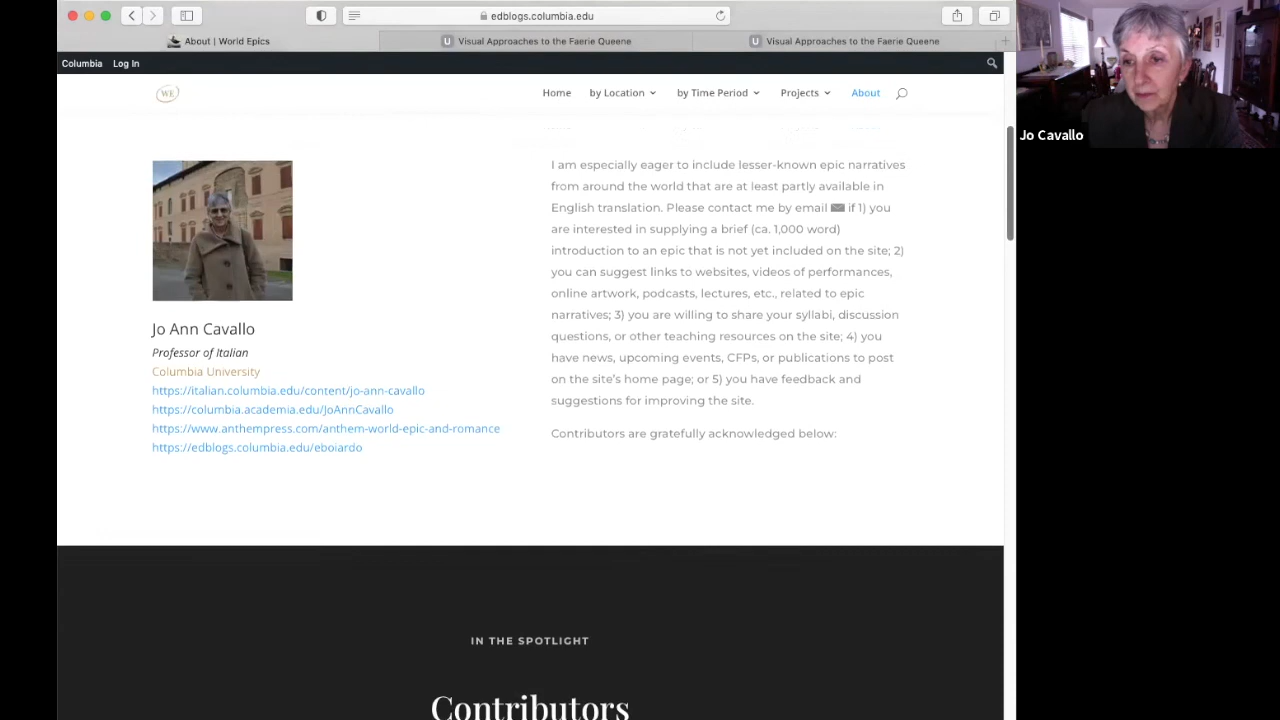 edblogs.columbia.edu
About | World Epics
U Visual Approaches to the Faerie Queene
U Visual Approaches to the Faerie Queene
Columbia Log In
WE
Home by Location by Time Period Projects About
Jo Cavallo
Jo Ann Cavallo
Professor of Italian
Columbia University
https://italian.columbia.edu/content/jo-ann-cavallo
https://columbia.academia.edu/JoAnnCavallo
https://www.anthempress.com/anthem-world-epic-and-romance
https://edblogs.columbia.edu/eboiardo
I am especially eager to include lesser-known epic narratives
from around the world that are at least partly available in
English translation. Please contact me by email if 1) you
are interested in supplying a brief (ca. 1,000 word)
introduction to an epic that is not yet included on the site; 2)
you can suggest links to websites, videos of performances,
online artwork, podcasts, lectures, etc., related to epic
narratives; 3) you are willing to share your syllabi, discussion
questions, or other teaching resources on the site; 4) you
have news, upcoming events, CFPs, or publications to post
on the site's home page; or 5) you have feedback and
suggestions for improving the site.
Contributors are gratefully acknowledged below:
IN THE SPOTLIGHT
Contributors